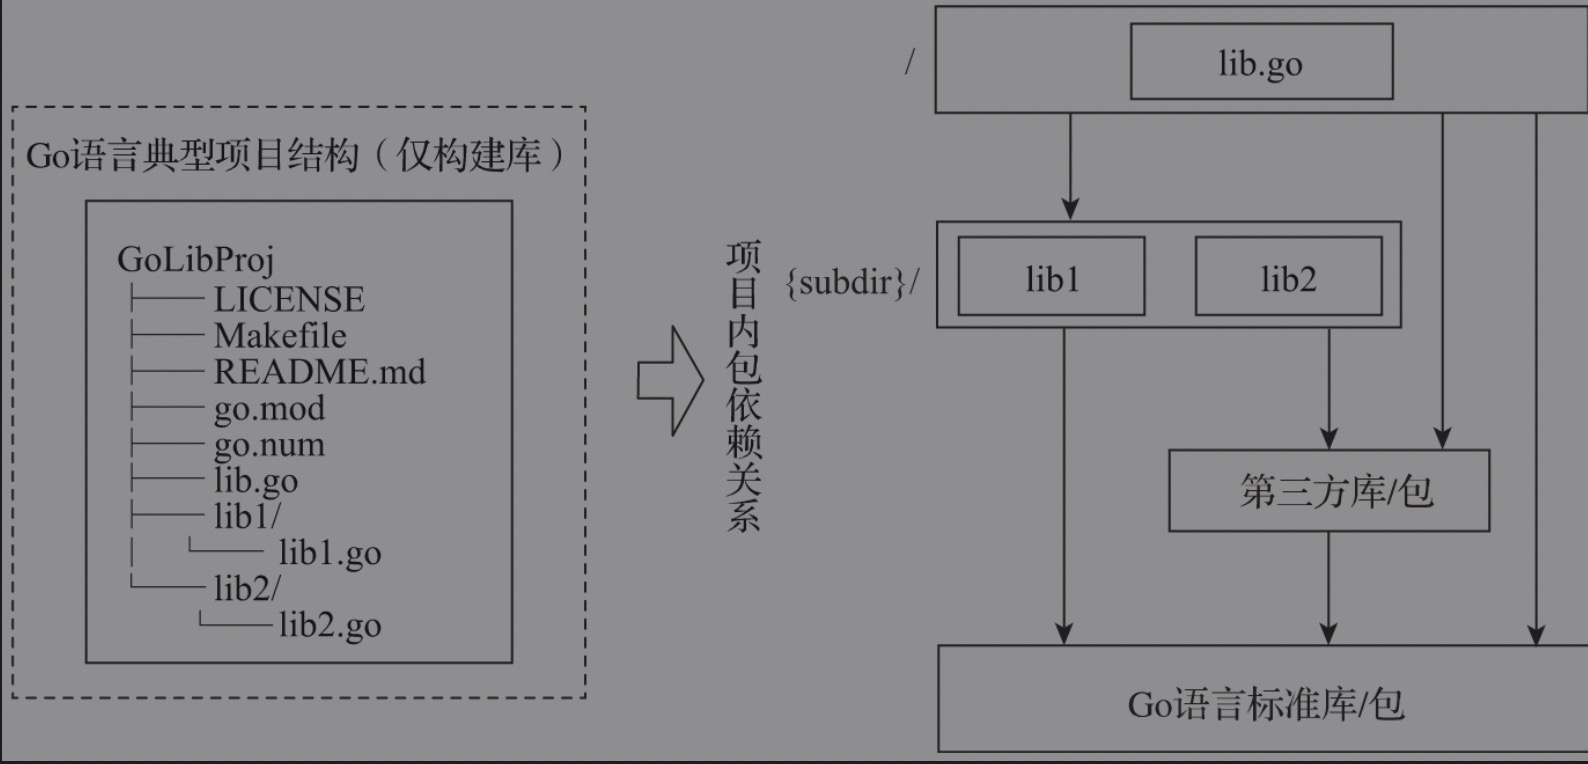 Go语言典型项目结构（仅构建库）
GoLibProj
LICENSE
Makefile
README.md
go.mod
go.num
lib.go
lib1/
lib1.go
lib2/
lib2.go
项目内包依赖关系
/
lib.go
{subdir}/
lib1
lib2
第三方库/包
Go语言标准库/包